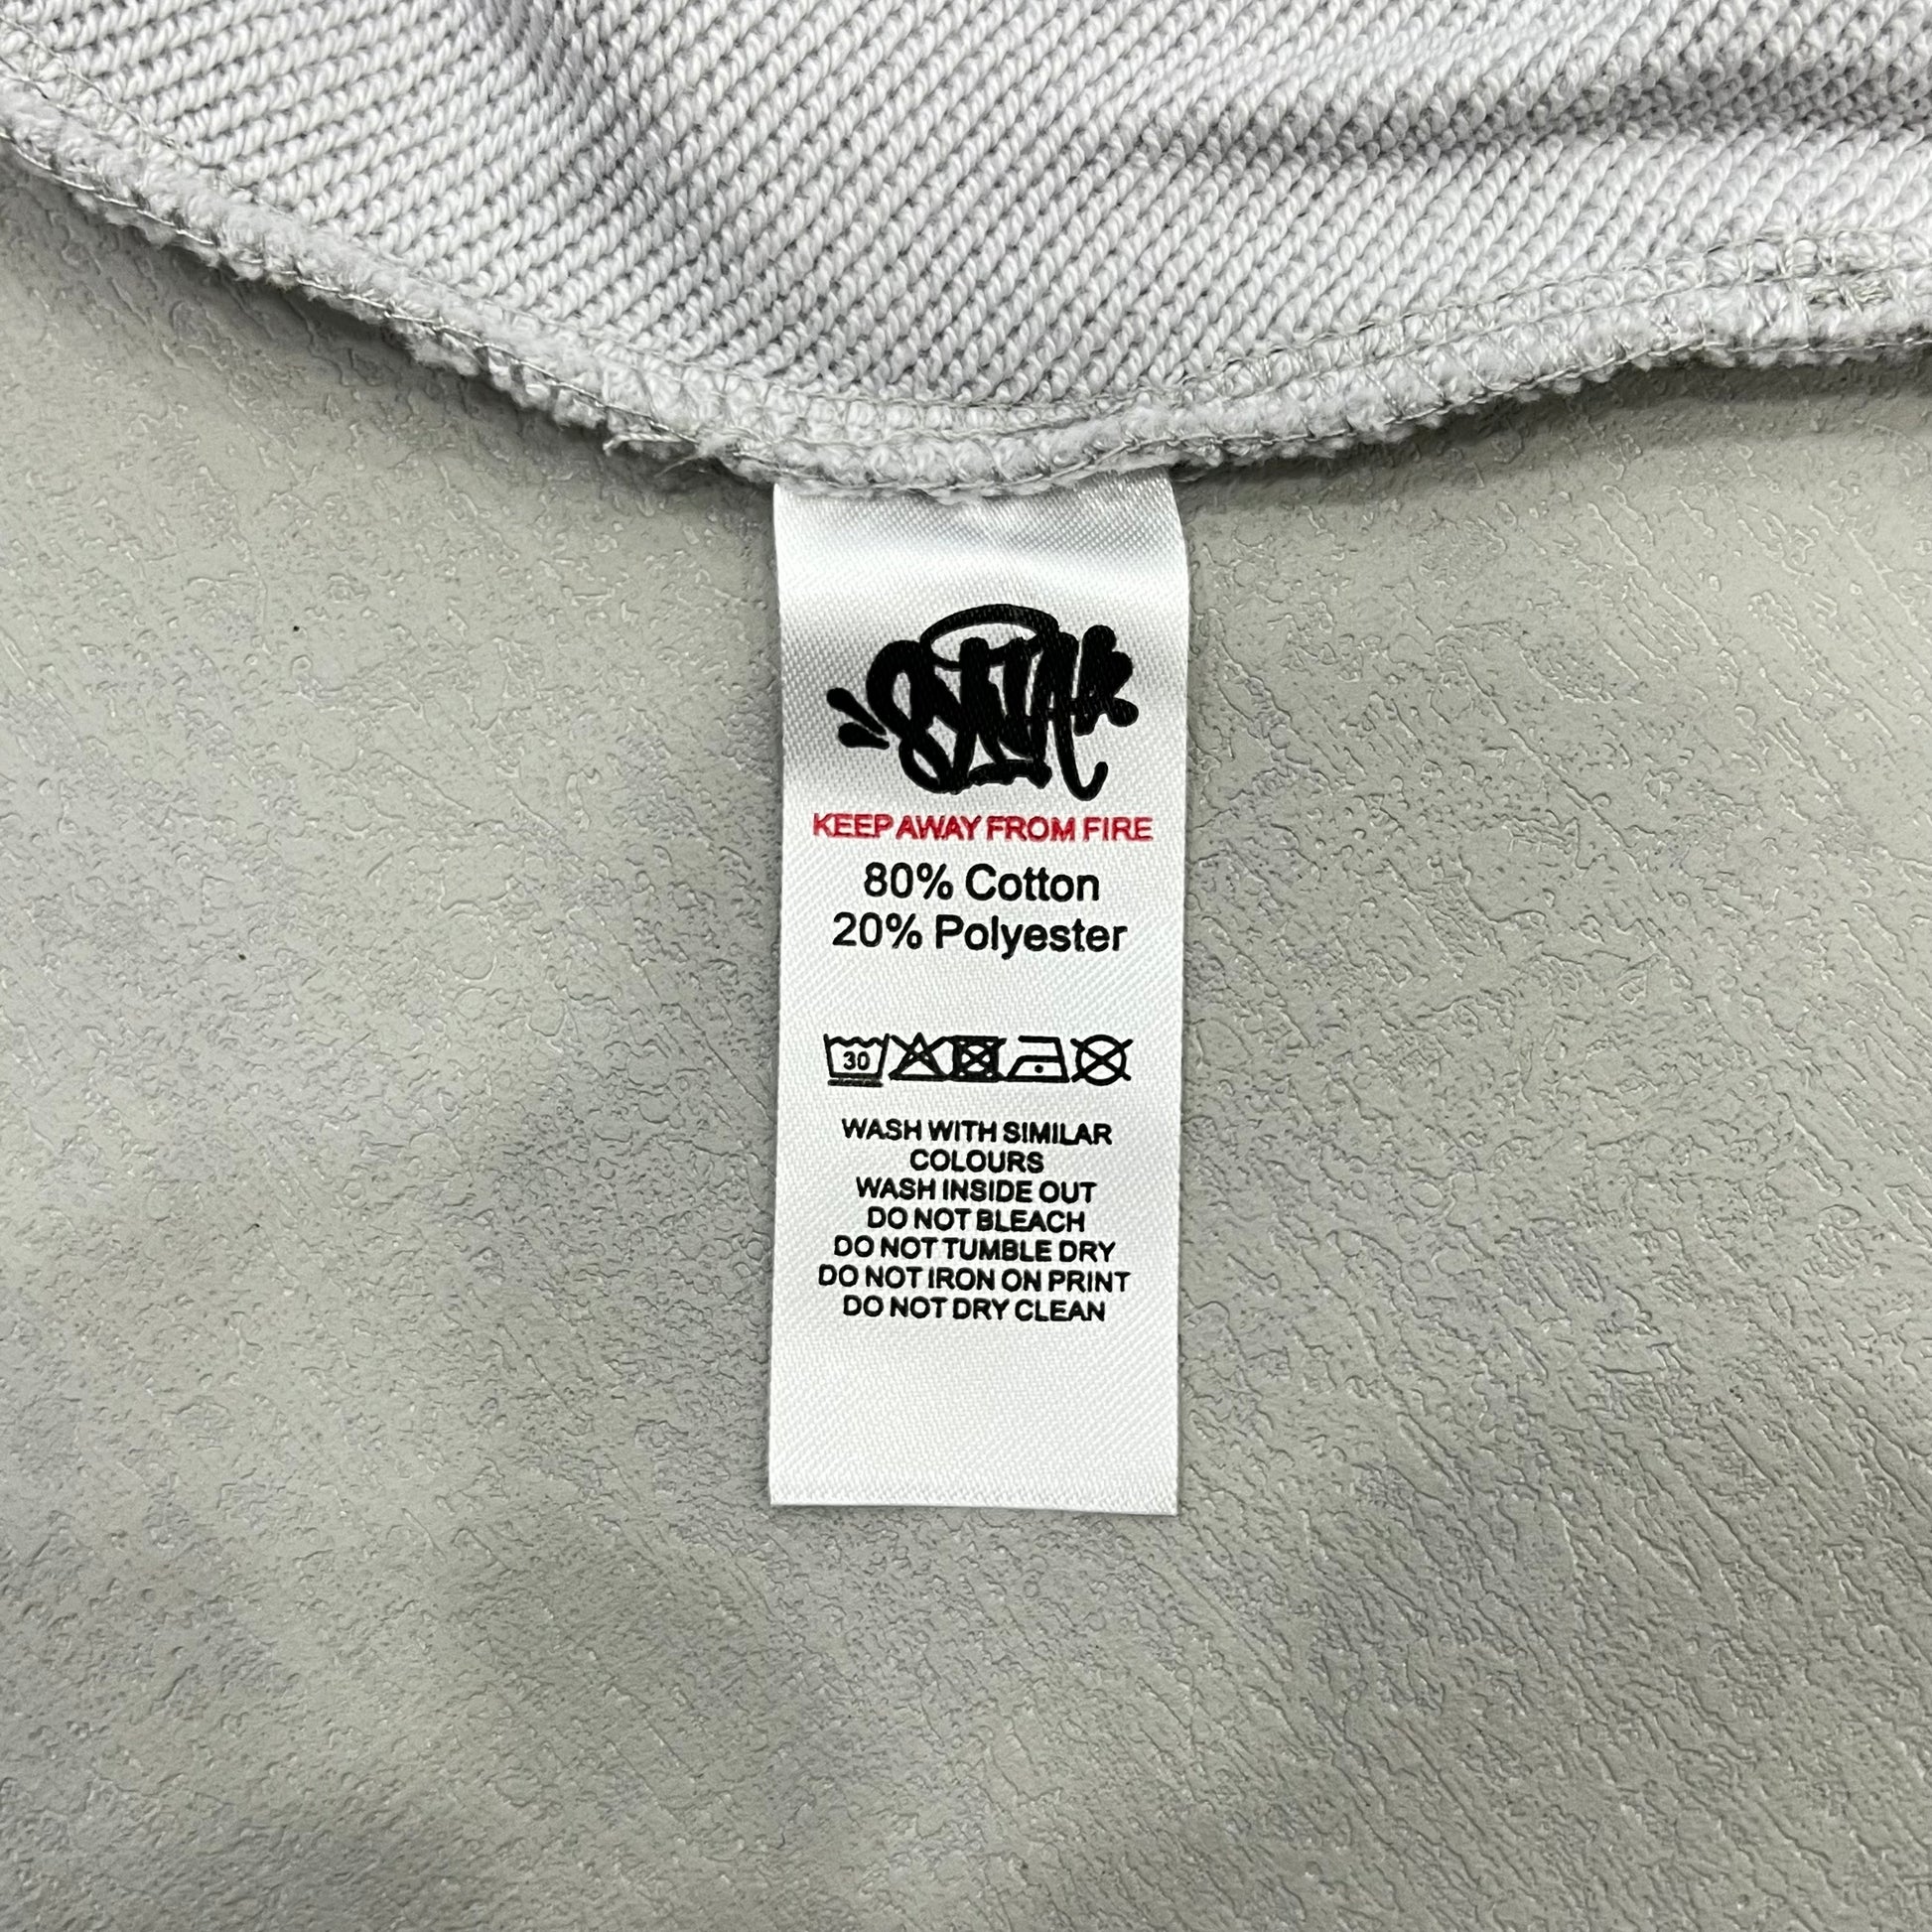 SYNA
KEEP AWAY FROM FIRE
80% Cotton
20% Polyester
30
WASH WITH SIMILAR
COLOURS
WASH INSIDE OUT
DO NOT BLEACH
DO NOT TUMBLE DRY
DO NOT IRON ON PRINT
DO NOT DRY CLEAN